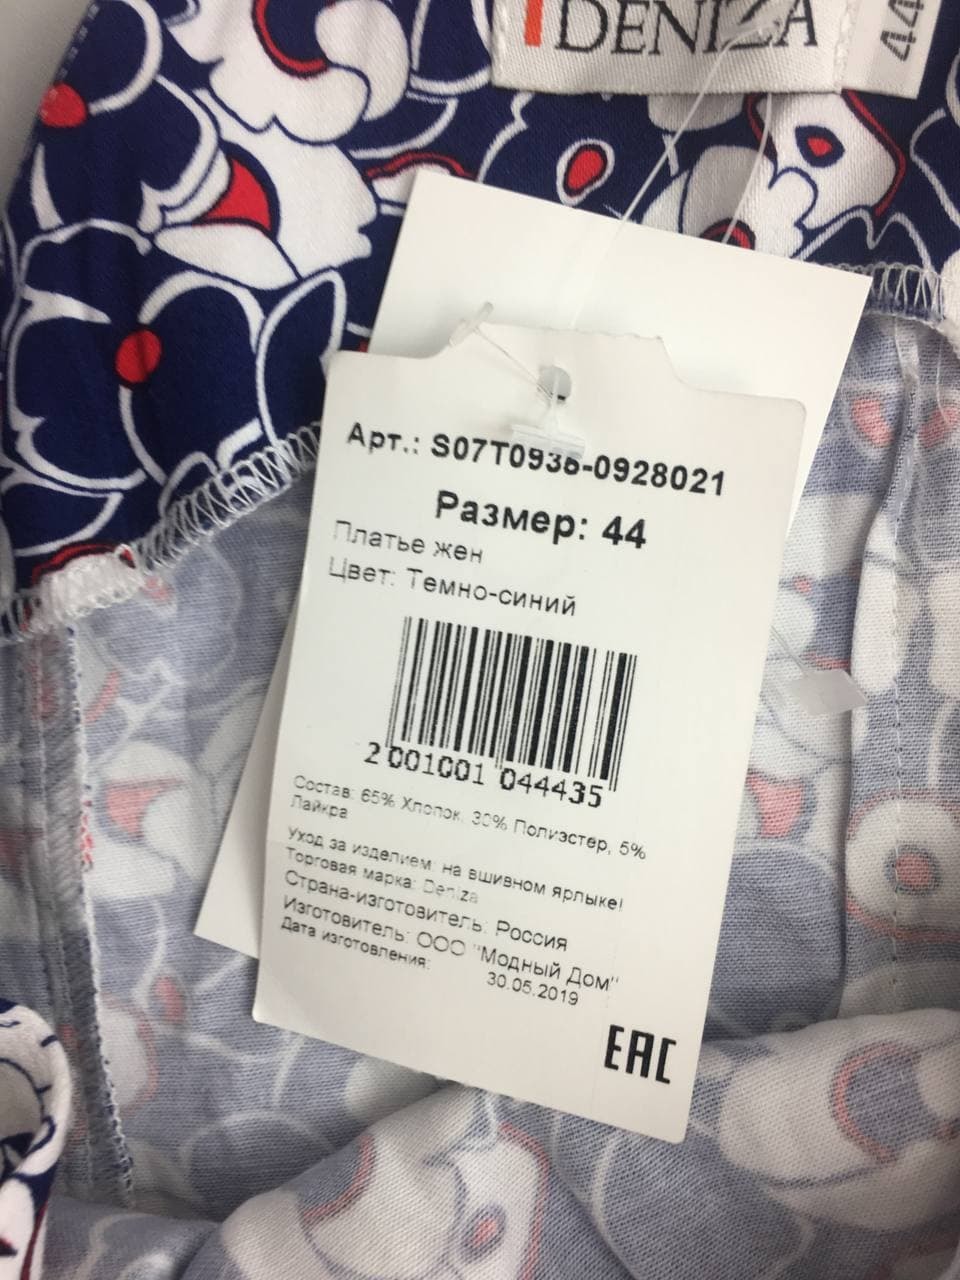 DENIZA
44
Арт.: S07T0936-0928021
Размер: 44
Платье жен
Цвет: Темно-синий
2 001001 044435
Состав: 65% Хлопок, 30% Полиэстер, 5%
Лайкра
Уход за изделием: на вшивном ярлыке!
Торговая марка: Deniza
Страна-изготовитель: Россия
Изготовитель: ООО "Модный Дом"
Дата изготовления: 30.05.2019
EAC